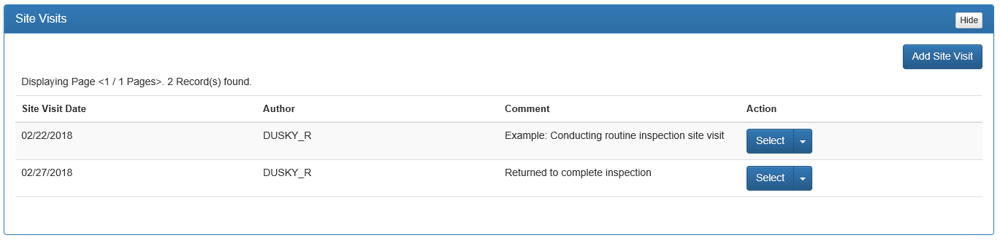 Site Visits
Hide
Add Site Visit
Displaying Page <1 / 1 Pages>. 2 Record(s) found.
Site Visit Date Author Comment Action
02/22/2018 DUSKY_R Example: Conducting routine inspection site visit Select
02/27/2018 DUSKY_R Returned to complete inspection Select